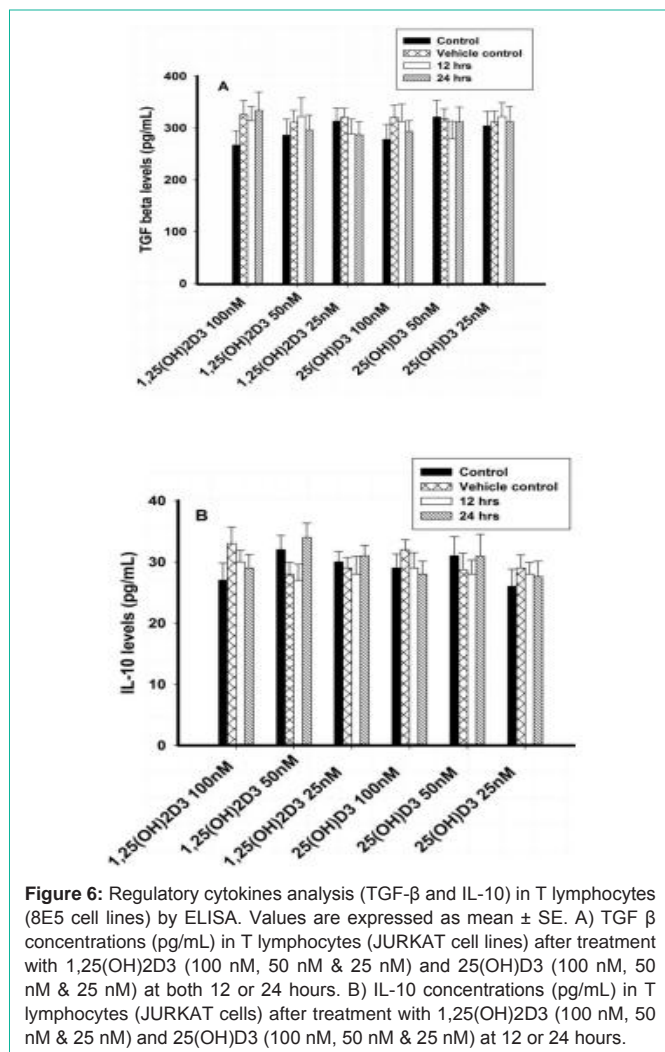 Control
Vehicle control
12 hrs
24 hrs
A
400
300
200
100
0
TGF beta levels (pg/mL)
1,25(OH)2D3 100nM
1,25(OH)2D3 50nM
1,25(OH)2D3 25nM
25(OH)D3 100nM
25(OH)D3 50nM
25(OH)D3 25nM
Control
Vehicle control
12 hrs
24 hrs
B
40
30
20
10
0
IL-10 levels (pg/mL)
1,25(OH)2D3 100nM
1,25(OH)2D3 50nM
1,25(OH)2D3 25nM
25(OH)D3 100nM
25(OH)D3 50nM
25(OH)D3 25nM
Figure 6: Regulatory cytokines analysis (TGF-β and IL-10) in T lymphocytes
(8E5 cell lines) by ELISA. Values are expressed as mean ± SE. A) TGF β
concentrations (pg/mL) in T lymphocytes (JURKAT cell lines) after treatment
with 1,25(OH)2D3 (100 nM, 50 nM & 25 nM) and 25(OH)D3 (100 nM, 50
nM & 25 nM) at both 12 or 24 hours. B) IL-10 concentrations (pg/mL) in T
lymphocytes (JURKAT cells) after treatment with 1,25(OH)2D3 (100 nM, 50
nM & 25 nM) and 25(OH)D3 (100 nM, 50 nM & 25 nM) at 12 or 24 hours.